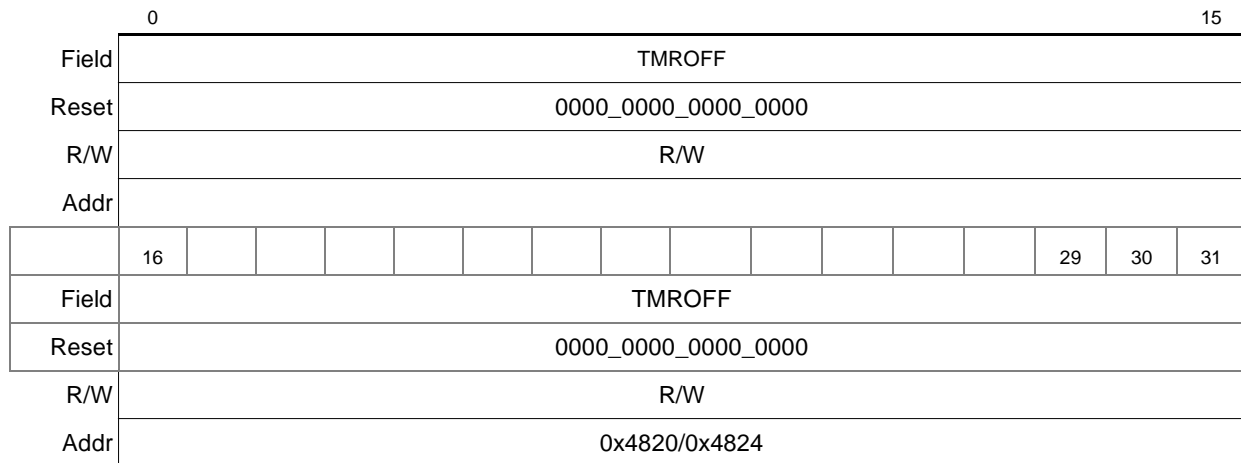 0 15
Field TMROFF
Reset 0000_0000_0000_0000
R/W R/W
Addr
16 29 30 31
Field TMROFF
Reset 0000_0000_0000_0000
R/W R/W
Addr 0x4820/0x4824